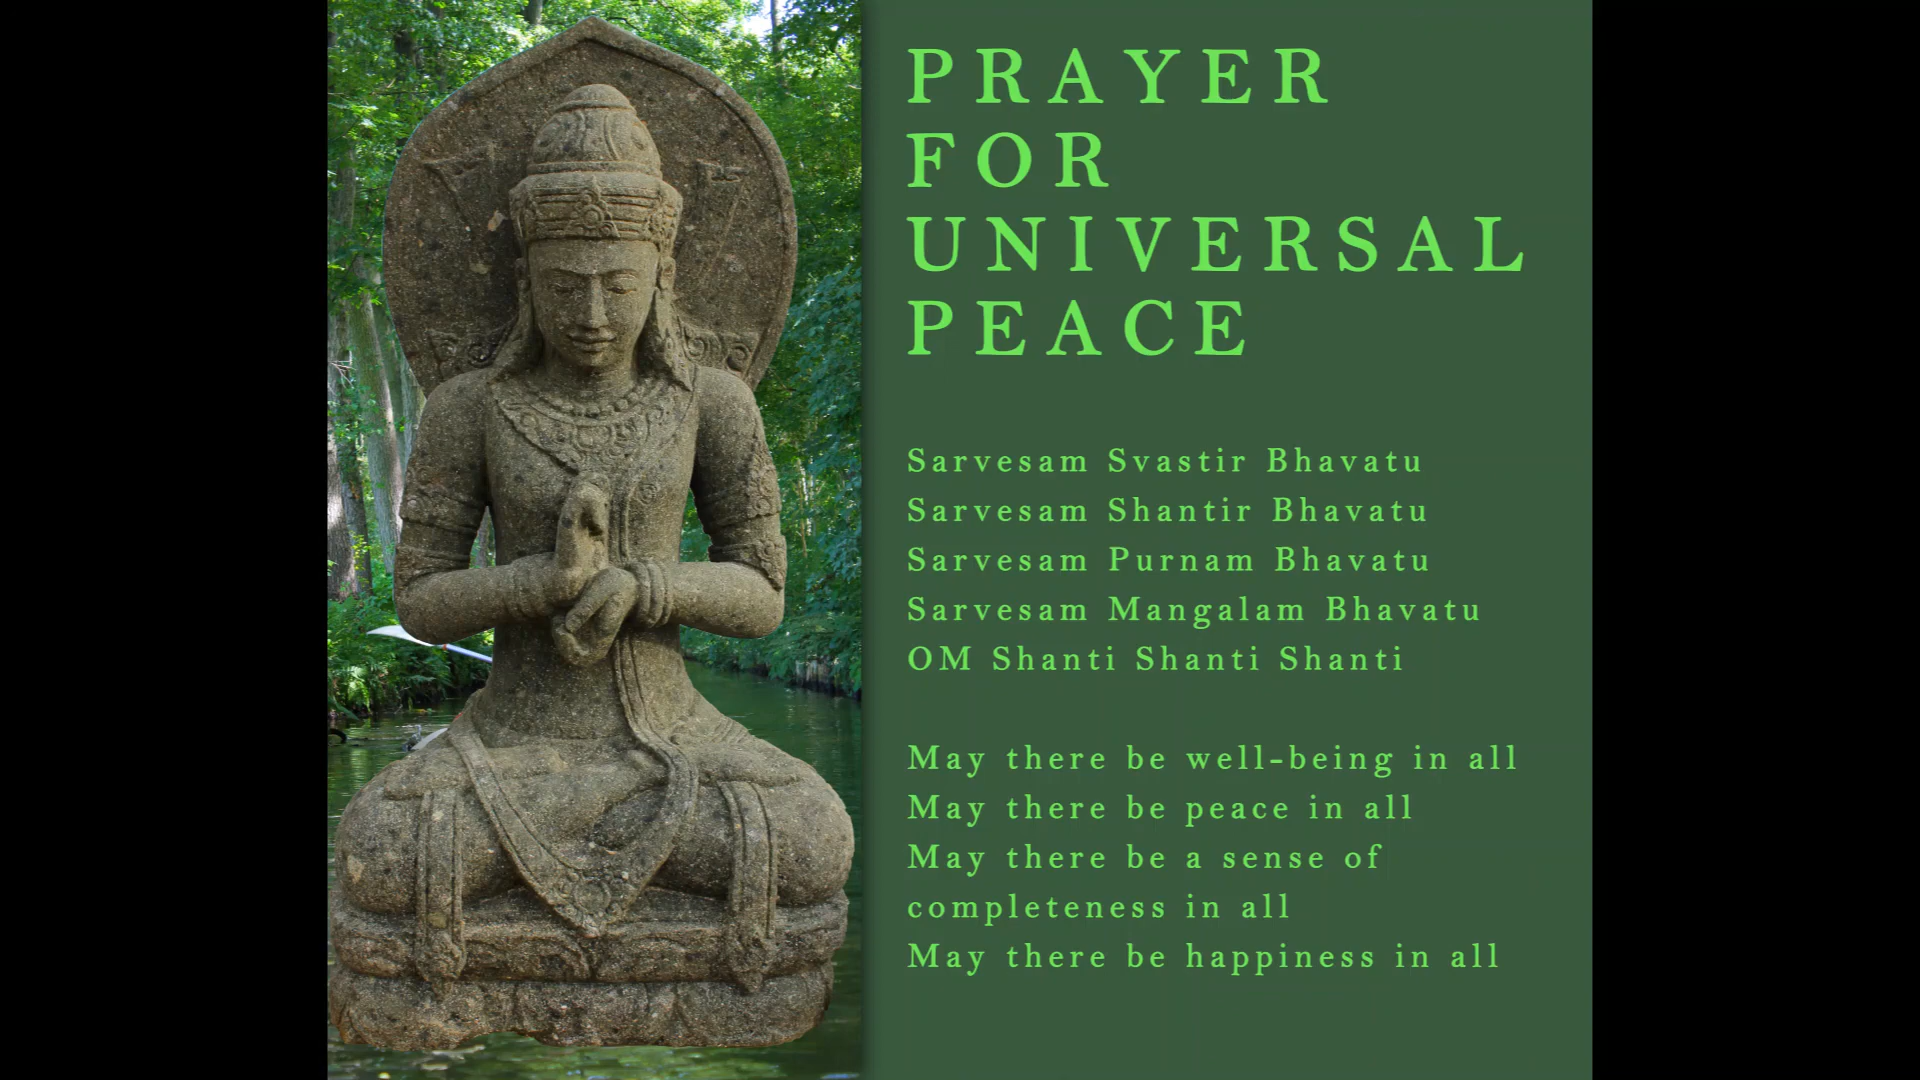 PRAYER
FOR
UNIVERSAL
PEACE
Sarvesam Svastir Bhavatu
Sarvesam Shantir Bhavatu
Sarvesam Purnam Bhavatu
Sarvesam Mangalam Bhavatu
OM Shanti Shanti Shanti
May there be well-being in all
May there be peace in all
May there be a sense of
completeness in all
May there be happiness in all